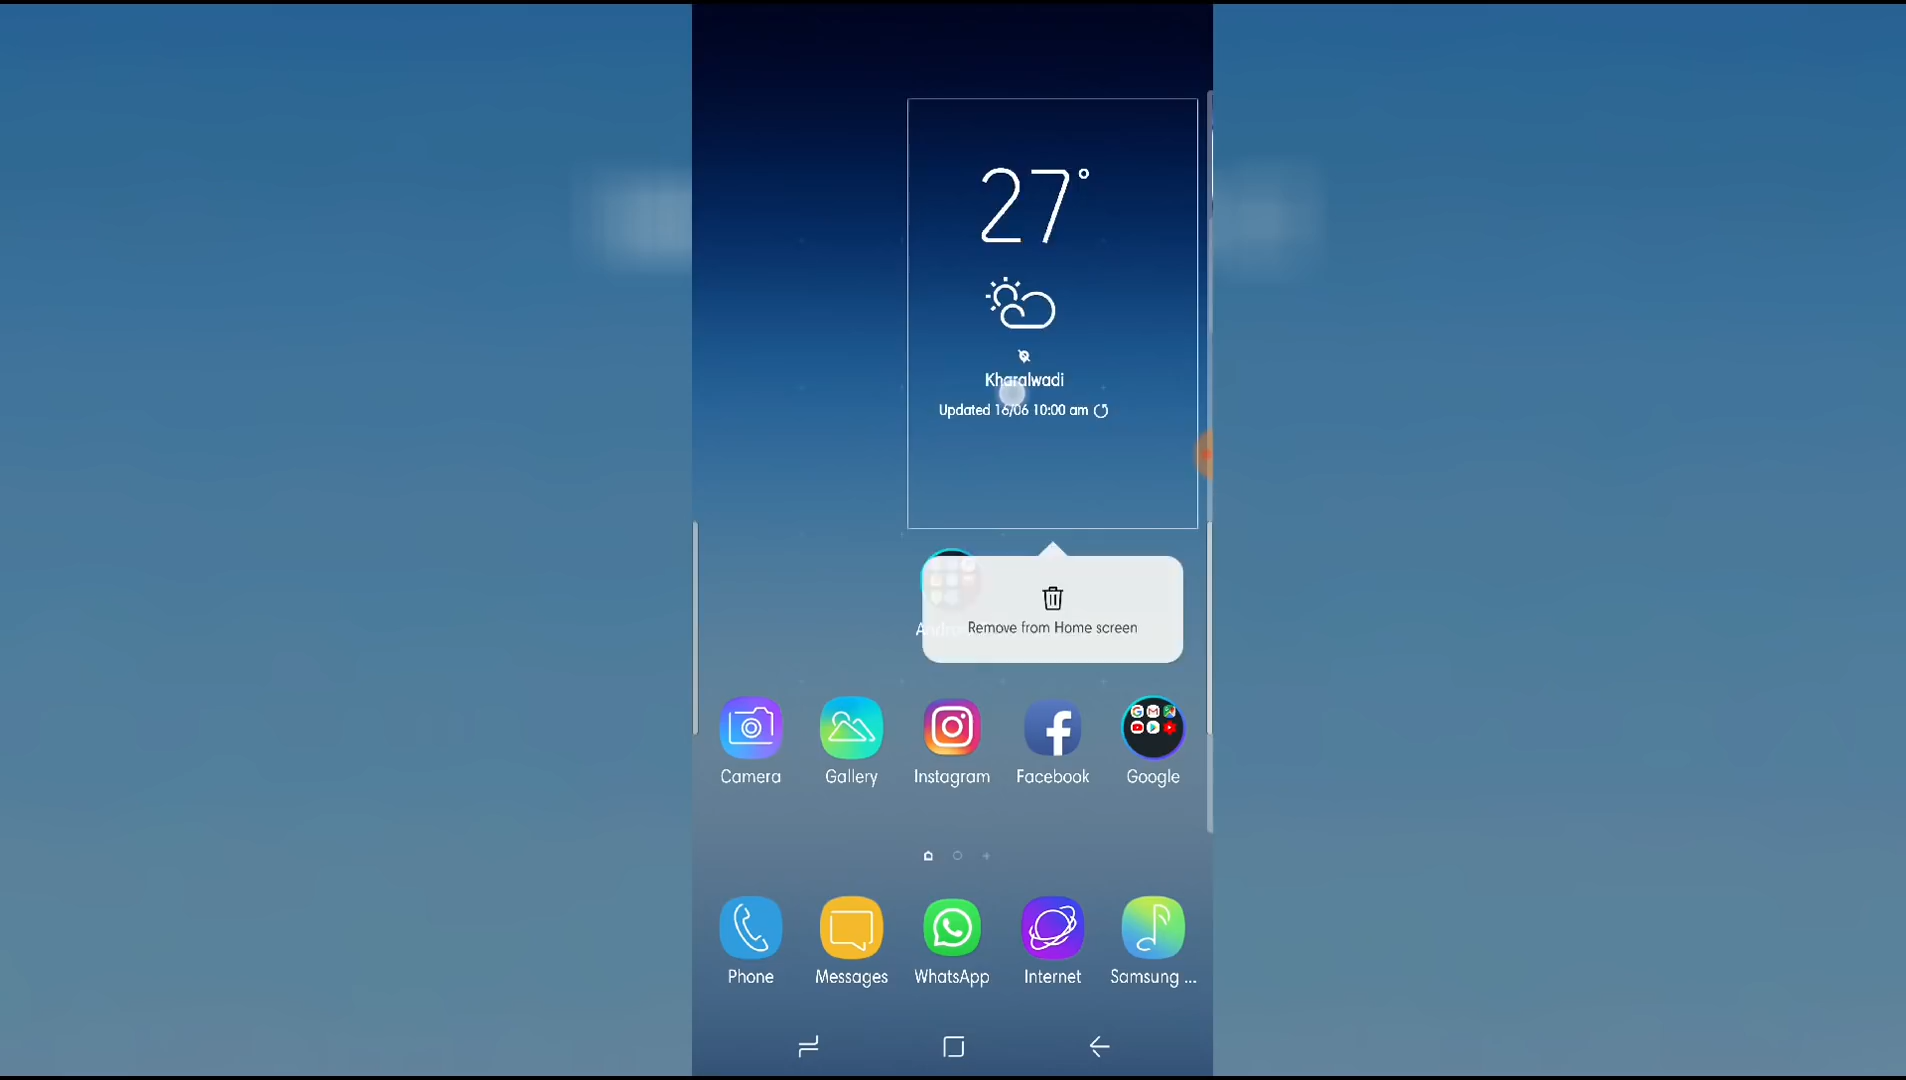 27°
Kharalwadi
Updated 16/06 10:00 am
Remove from Home screen
Camera
Gallery
Instagram
Facebook
Google
Phone
Messages
WhatsApp
Internet
Samsung ...